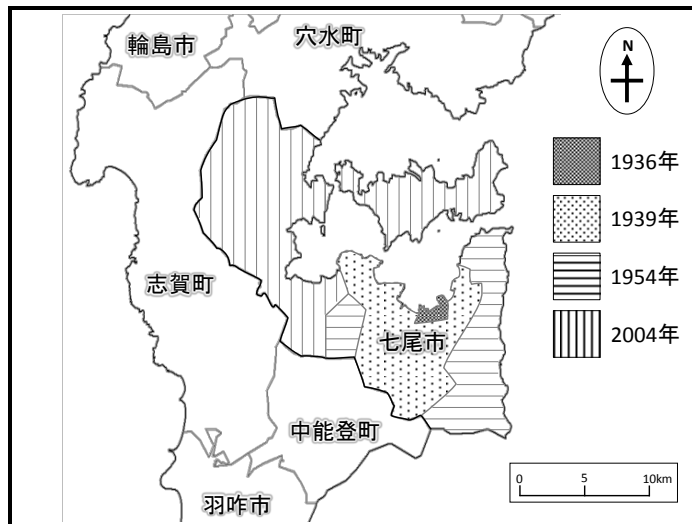 輪島市
穴水町
N
1936年
1939年
1954年
2004年
志賀町
七尾市
中能登町
羽咋市
0 5 10km